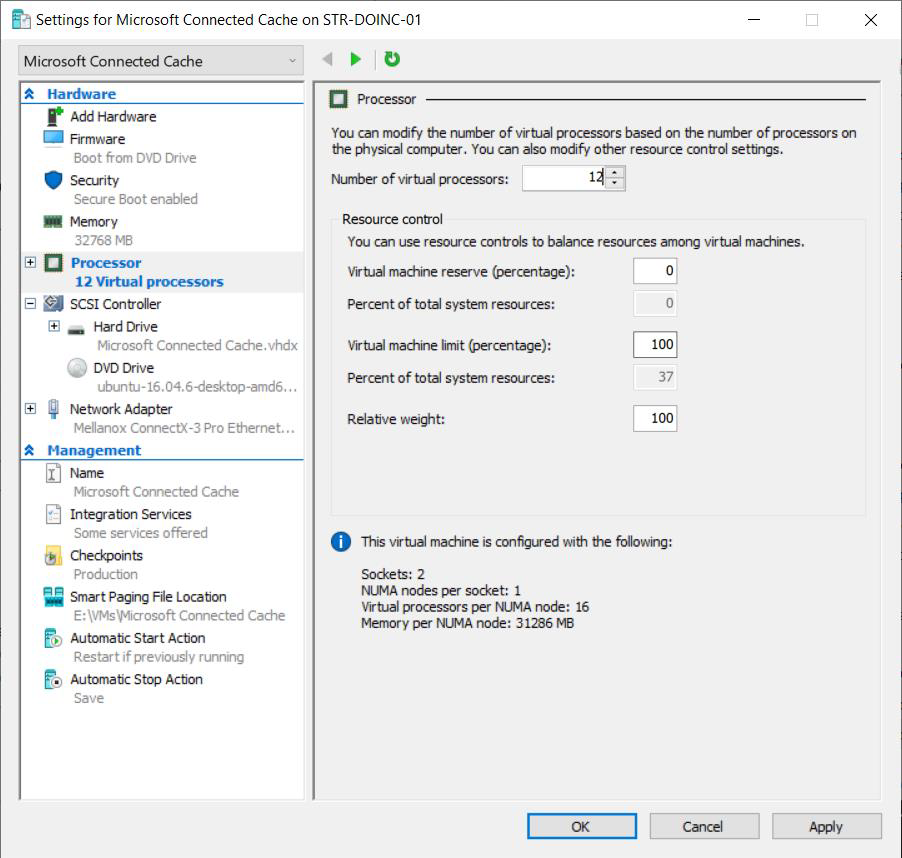 Settings for Microsoft Connected Cache on STR-DOINC-01
Microsoft Connected Cache
Hardware
Add Hardware
Firmware
Boot from DVD Drive
Security
Secure Boot enabled
Memory
32768 MB
Processor
12 Virtual processors
SCSI Controller
Hard Drive
Microsoft Connected Cache.vhdx
DVD Drive
ubuntu-16.04.6-desktop-amd6...
Network Adapter
Mellanox ConnectX-3 Pro Ethernet...
Management
Name
Microsoft Connected Cache
Integration Services
Some services offered
Checkpoints
Production
Smart Paging File Location
E:\VMs\Microsoft Connected Cache
Automatic Start Action
Restart if previously running
Automatic Stop Action
Save
Processor
You can modify the number of virtual processors based on the number of processors on
the physical computer. You can also modify other resource control settings.
Number of virtual processors: 12
Resource control
You can use resource controls to balance resources among virtual machines.
Virtual machine reserve (percentage): 0
Percent of total system resources: 0
Virtual machine limit (percentage): 100
Percent of total system resources: 37
Relative weight: 100
This virtual machine is configured with the following:
Sockets: 2
NUMA nodes per socket: 1
Virtual processors per NUMA node: 16
Memory per NUMA node: 31286 MB
OK Cancel Apply